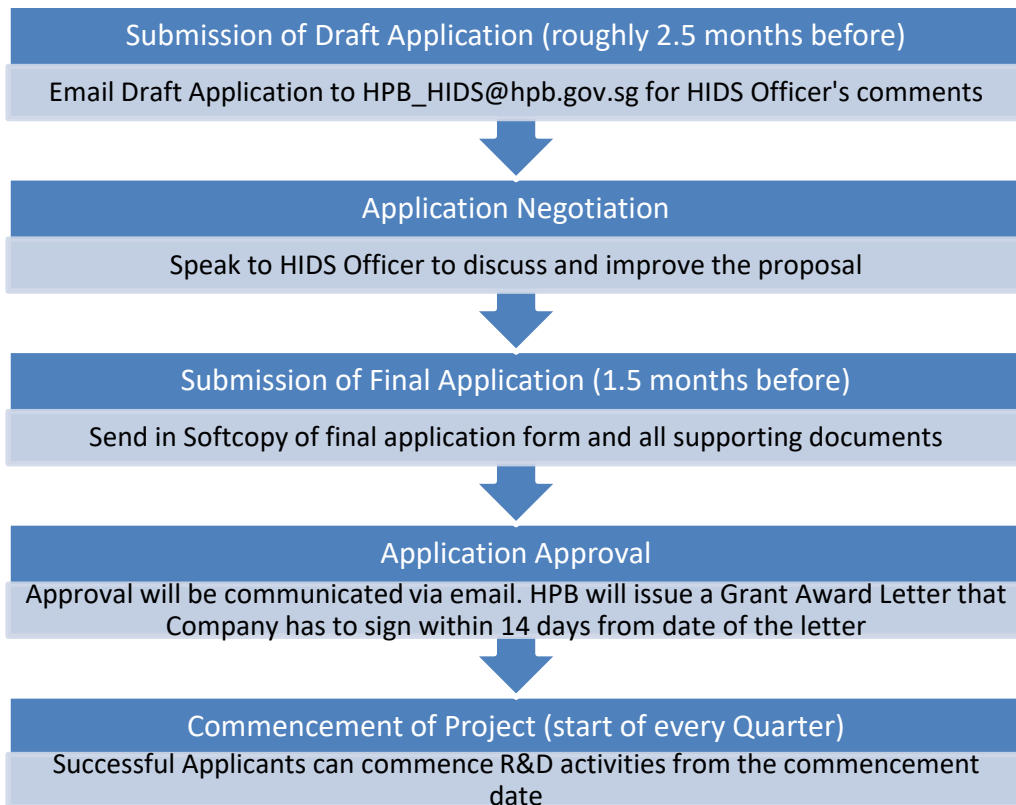 Submission of Draft Application (roughly 2.5 months before)
Email Draft Application to HPB_HIDS@hpb.gov.sg for HIDS Officer's comments
Application Negotiation
Speak to HIDS Officer to discuss and improve the proposal
Submission of Final Application (1.5 months before)
Send in Softcopy of final application form and all supporting documents
Application Approval
Approval will be communicated via email. HPB will issue a Grant Award Letter that
Company has to sign within 14 days from date of the letter
Commencement of Project (start of every Quarter)
Successful Applicants can commence R&D activities from the commencement
date